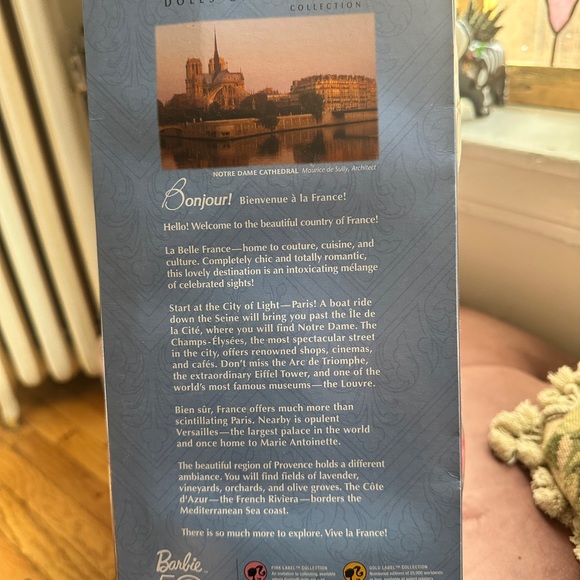 DOLLS
COLLECTION
NOTRE DAME CATHEDRAL Maurice de Sully, Architect
Bonjour! Bienvenue à la France!
Hello! Welcome to the beautiful country of France!
La Belle France—home to couture, cuisine, and
culture. Completely chic and totally romantic,
this lovely destination is an intoxicating mélange
of celebrated sights!
Start at the City of Light—Paris! A boat ride
down the Seine will bring you past the Île de
la Cité, where you will find Notre Dame. The
Champs-Élysées, the most spectacular street
in the city, offers renowned shops, cinemas,
and cafés. Don't miss the Arc de Triomphe,
the extraordinary Eiffel Tower, and one of the
world's most famous museums—the Louvre.
Bien sûr, France offers much more than
scintillating Paris. Nearby is opulent
Versailles—the largest palace in the world
and once home to Marie Antoinette.
The beautiful region of Provence holds a different
ambiance. You will find fields of lavender,
vineyards, orchards, and olive groves. The Côte
d'Azur—the French Riviera—borders the
Mediterranean Sea coast.
There is so much more to explore. Vive la France!
Barbie™
PINK LABEL™ COLLECTION
GOLD LABEL™ COLLECTION